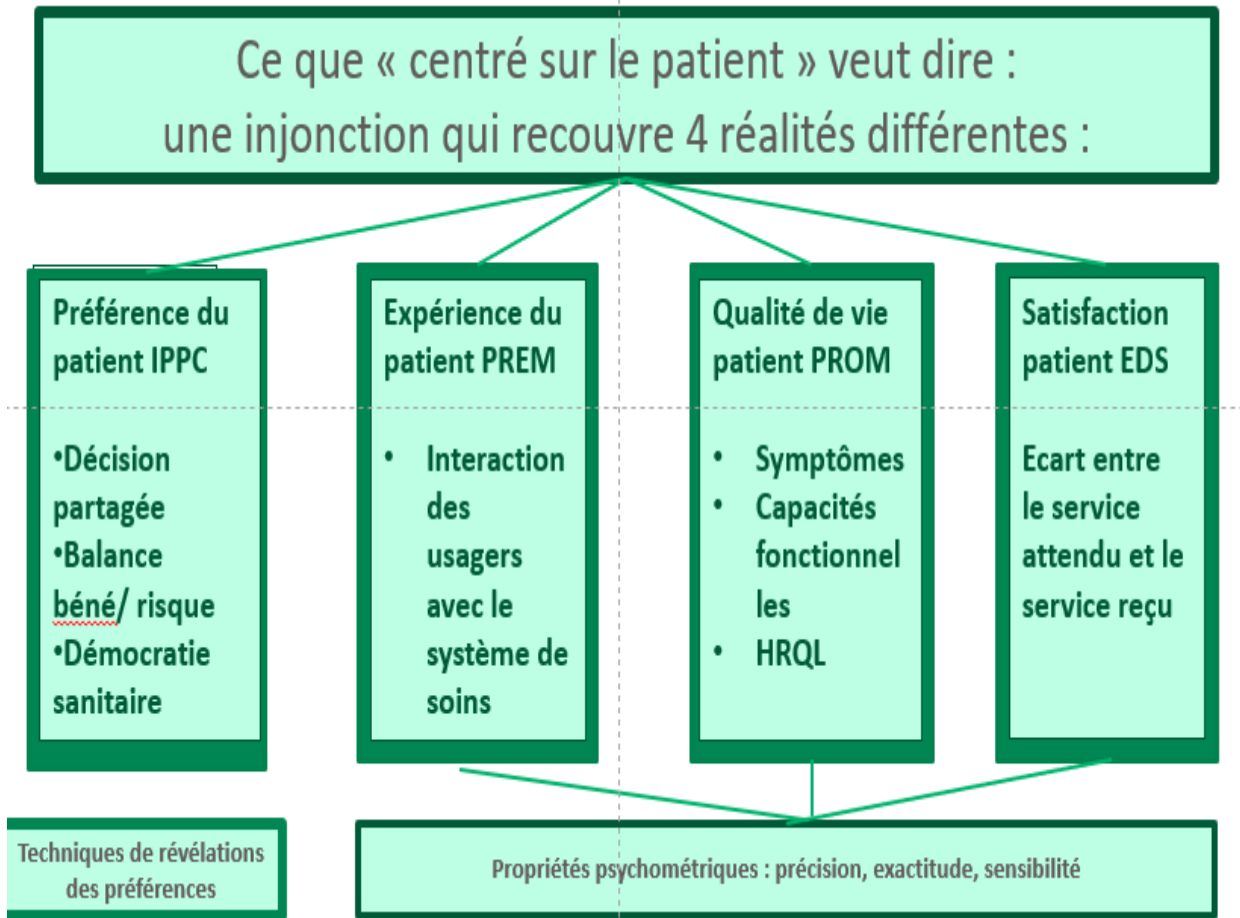 Ce que « centré sur le patient » veut dire :
une injonction qui recouvre 4 réalités différentes :
Préférence du
patient IPPC
•Décision
partagée
•Balance
béné/ risque
•Démocratie
sanitaire
Expérience du
patient PREM
• Interaction
des
usagers
avec le
système de
soins
Qualité de vie
patient PROM
• Symptômes
• Capacités
fonctionnel
les
• HRQL
Satisfaction
patient EDS
Ecart entre
le service
attendu et le
service reçu
Techniques de révélations
des préférences
Propriétés psychométriques : précision, exactitude, sensibilité